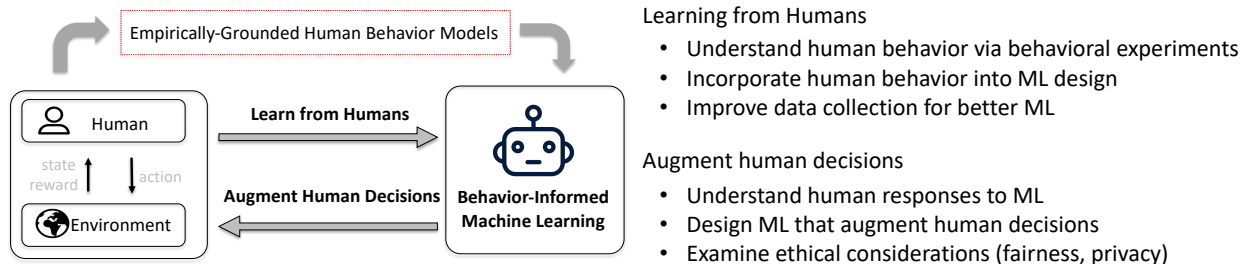 Empirically-Grounded Human Behavior Models
Human
state
reward
action
Environment
Learn from Humans
Augment Human Decisions
Behavior-Informed
Machine Learning
Learning from Humans
• Understand human behavior via behavioral experiments
• Incorporate human behavior into ML design
• Improve data collection for better ML
Augment human decisions
• Understand human responses to ML
• Design ML that augment human decisions
• Examine ethical considerations (fairness, privacy)